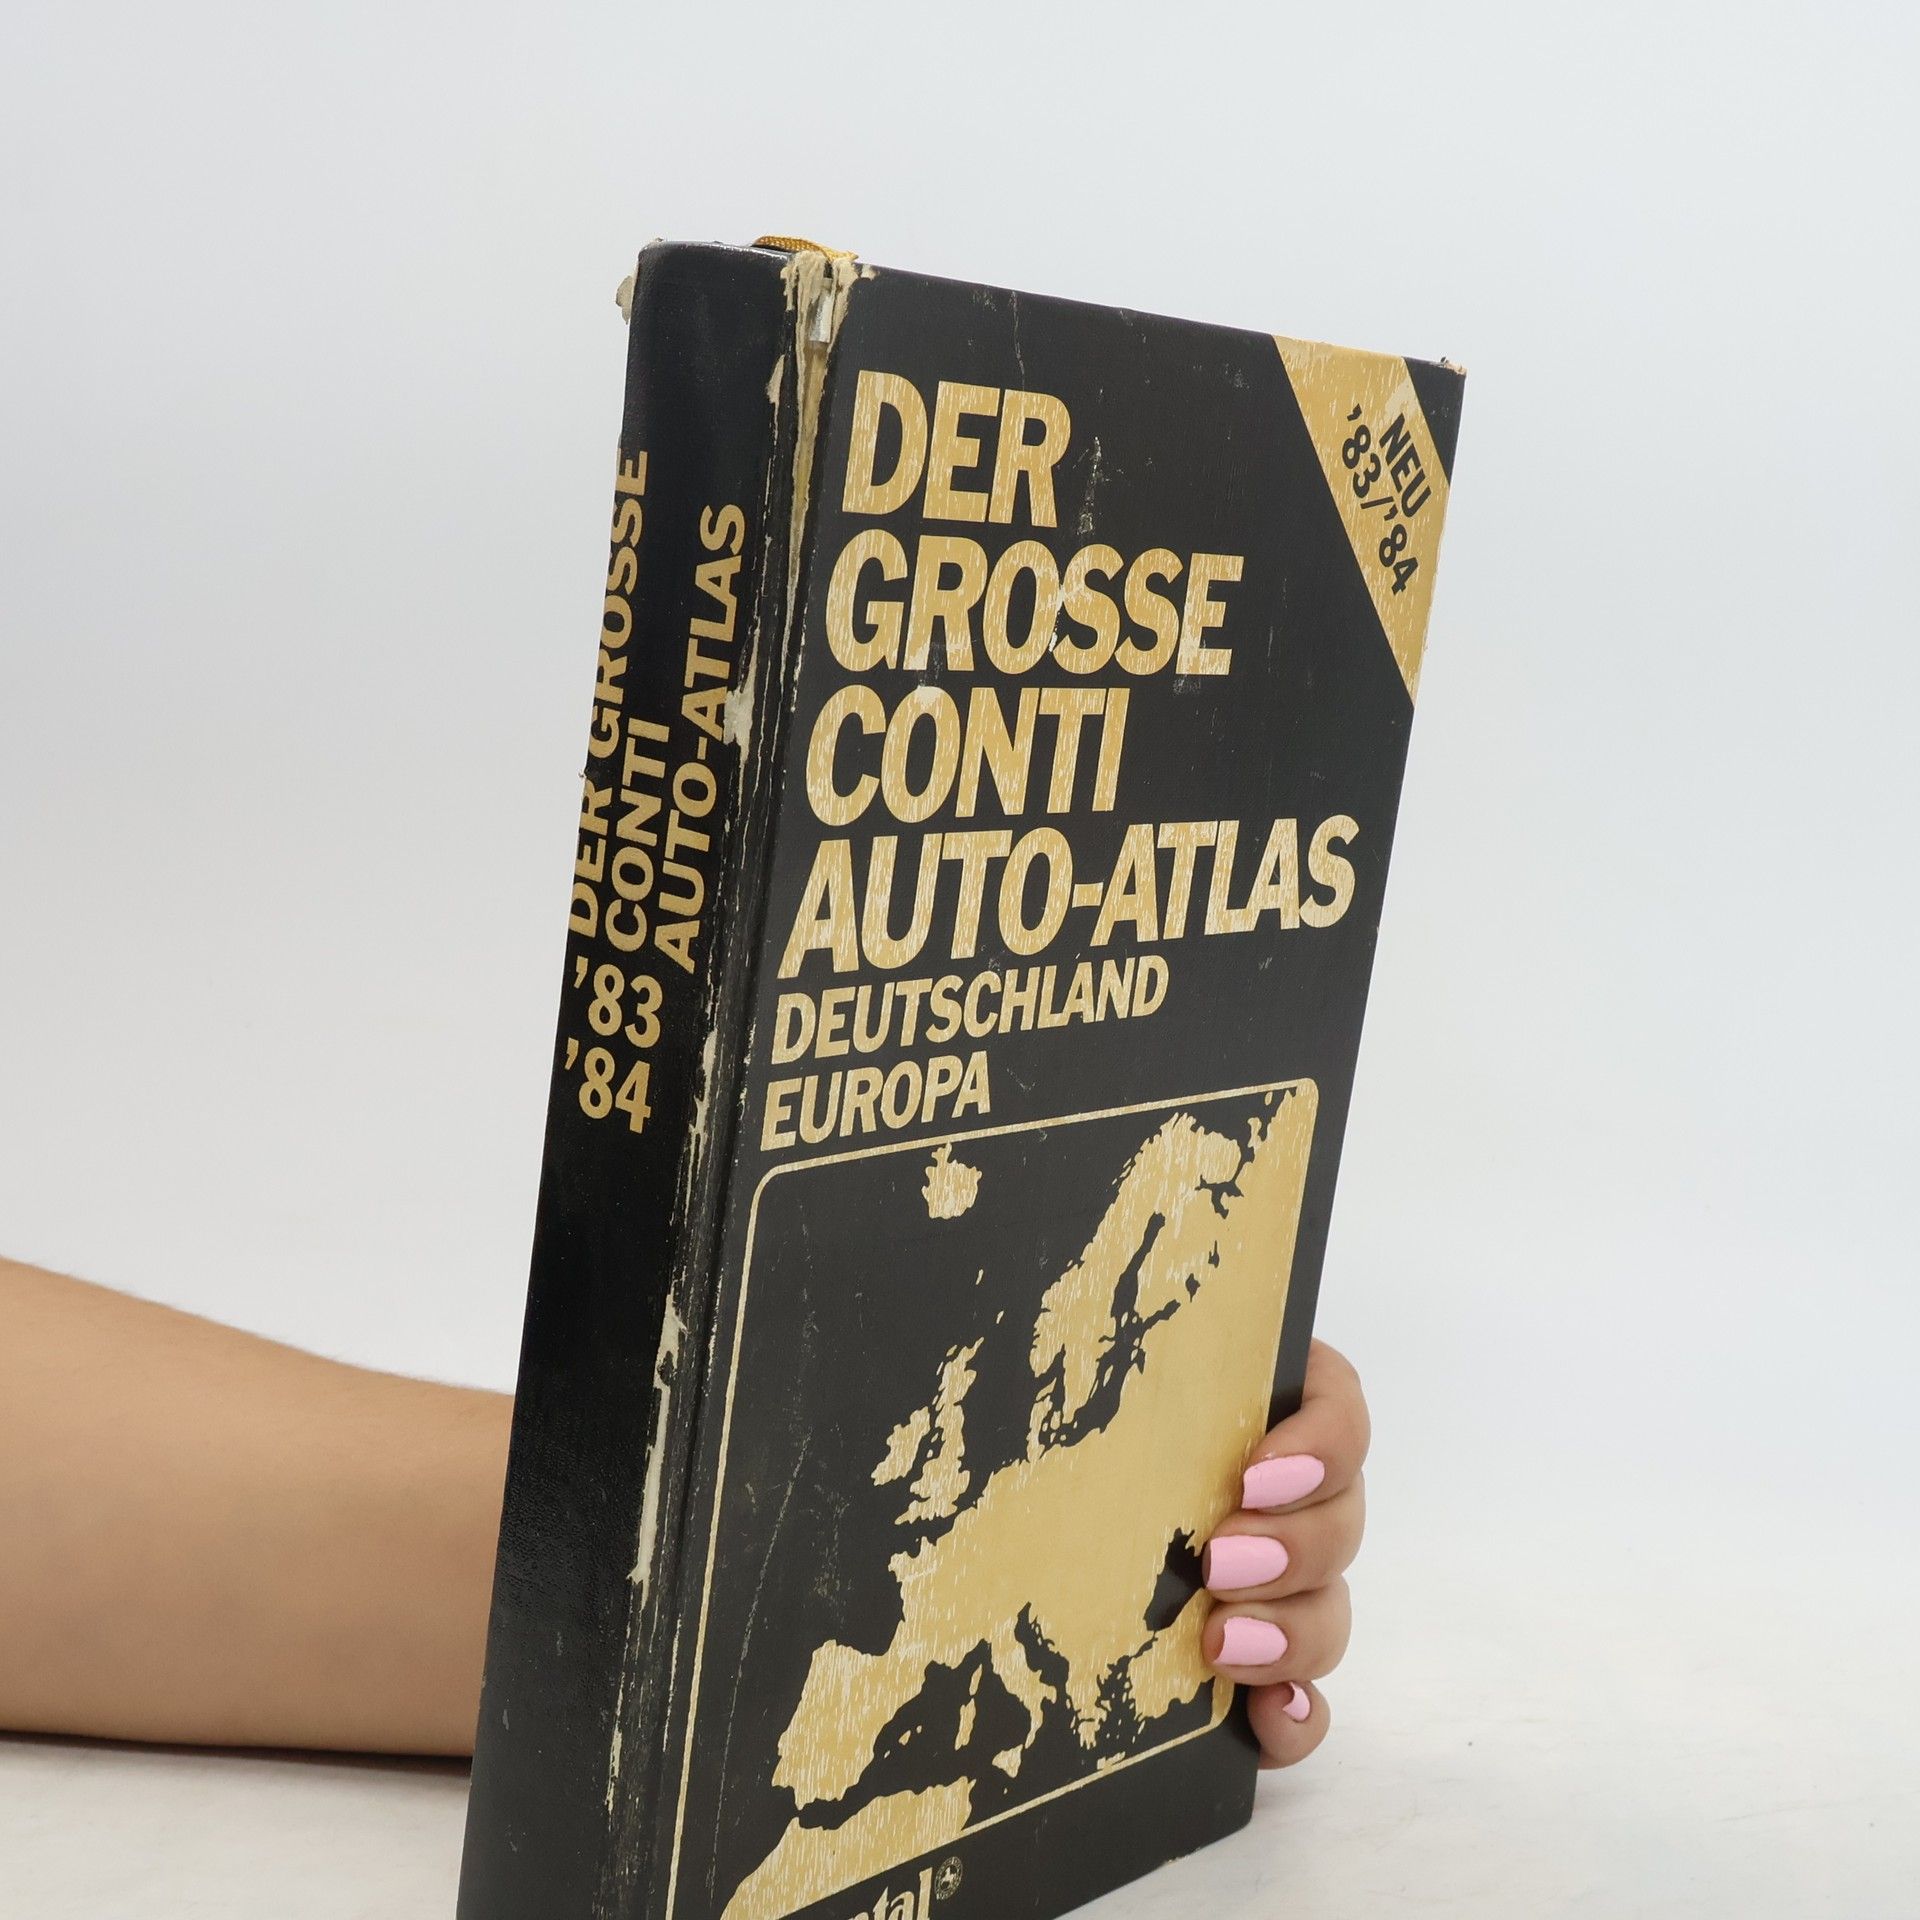 DER GROSSE
CONTI
AUTO-ATLAS
'83
'84
NEU
'83/'84
DER
GROSSE
CONTI
AUTO-ATLAS
DEUTSCHLAND
EUROPA